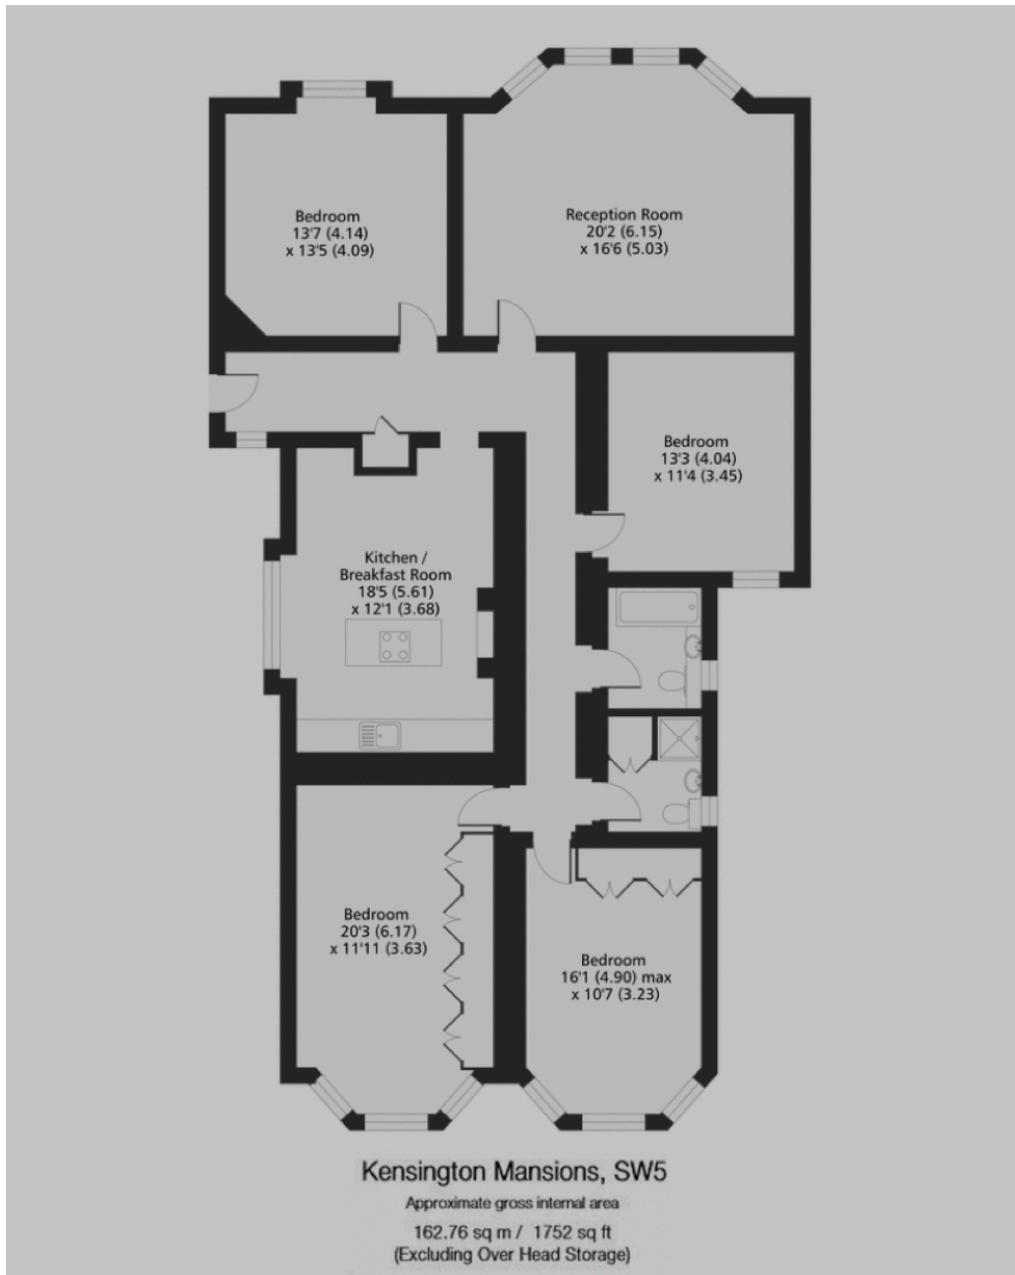 Bedroom
13'7 (4.14)
x 13'5 (4.09)
Reception Room
20'2 (6.15)
x 16'6 (5.03)
Bedroom
13'3 (4.04)
x 11'4 (3.45)
Kitchen /
Breakfast Room
18'5 (5.61)
x 12'1 (3.68)
Bedroom
20'3 (6.17)
x 11'11 (3.63)
Bedroom
16'1 (4.90) max
x 10'7 (3.23)
Kensington Mansions, SW5
Approximate gross internal area
162.76 sq m / 1752 sq ft
(Excluding Over Head Storage)